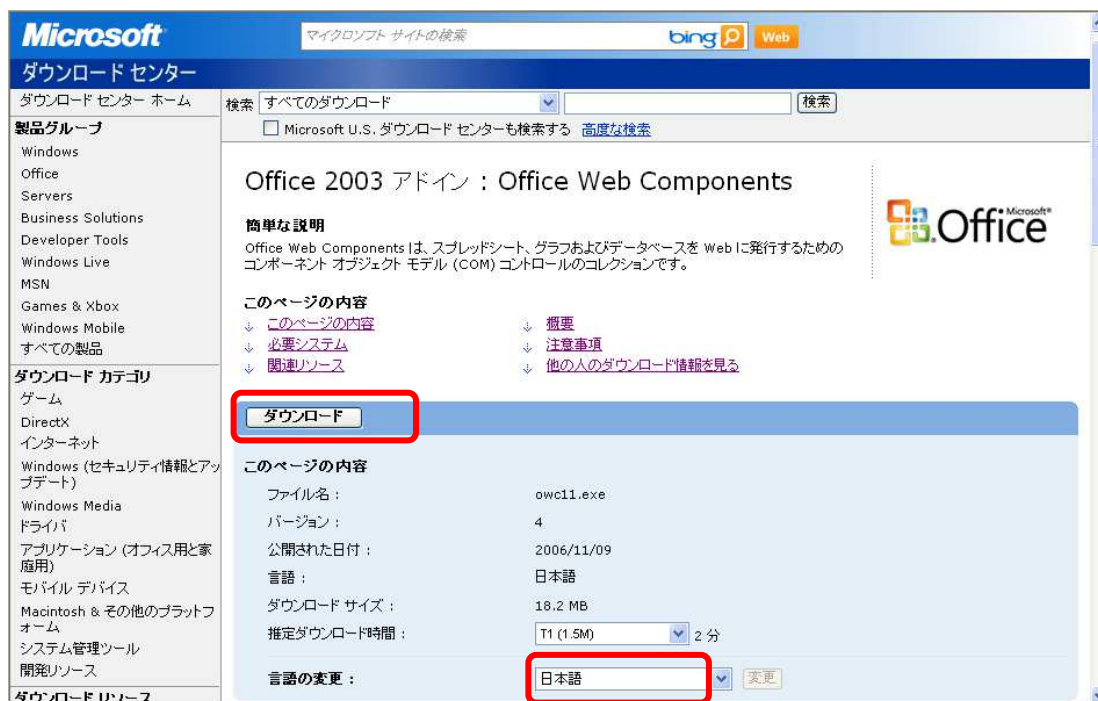 Microsoft
マイクロソフト サイトの検索
bing
Web
ダウンロード センター
ダウンロード センター ホーム
製品グループ
Windows
Office
Servers
Business Solutions
Developer Tools
Windows Live
MSN
Games & Xbox
Windows Mobile
すべての製品
ダウンロード カテゴリ
ゲーム
DirectX
インターネット
Windows (セキュリティ情報とアッ
プデート)
Windows Media
ドライバ
アプリケーション (オフィス用と家
庭用)
モバイル デバイス
Macintosh & その他のプラットフ
ォーム
システム管理ツール
開発リソース
ダウンロード リソース
検索 すべてのダウンロード 検索
Microsoft U.S. ダウンロード センターも検索する 高度な検索
Office 2003 アドイン : Office Web Components
Microsoft
Office
簡単な説明
Office Web Components は、スプレッドシート、グラフおよびデータベースを Web に発行するための
コンポーネント オブジェクト モデル (COM) コントロールのコレクションです。
このページの内容
このページの内容 概要
必要システム 注意事項
関連リソース 他の人のダウンロード情報を見る
ダウンロード
このページの内容
ファイル名 : owc11.exe
バージョン : 4
公開された日付 : 2006/11/09
言語 : 日本語
ダウンロード サイズ : 18.2 MB
推定ダウンロード時間 : T1 (1.5M) 2 分
言語の変更 : 日本語 変更